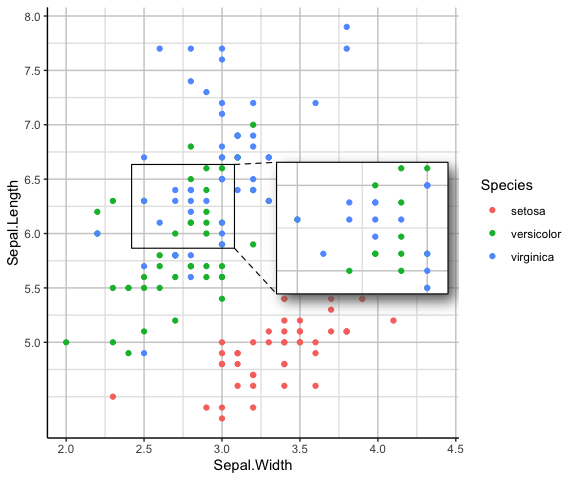 8.0
7.5
7.0
6.5
6.0
5.5
5.0
Sepal.Length
2.0 2.5 3.0 3.5 4.0 4.5
Sepal.Width
Species
setosa
versicolor
virginica